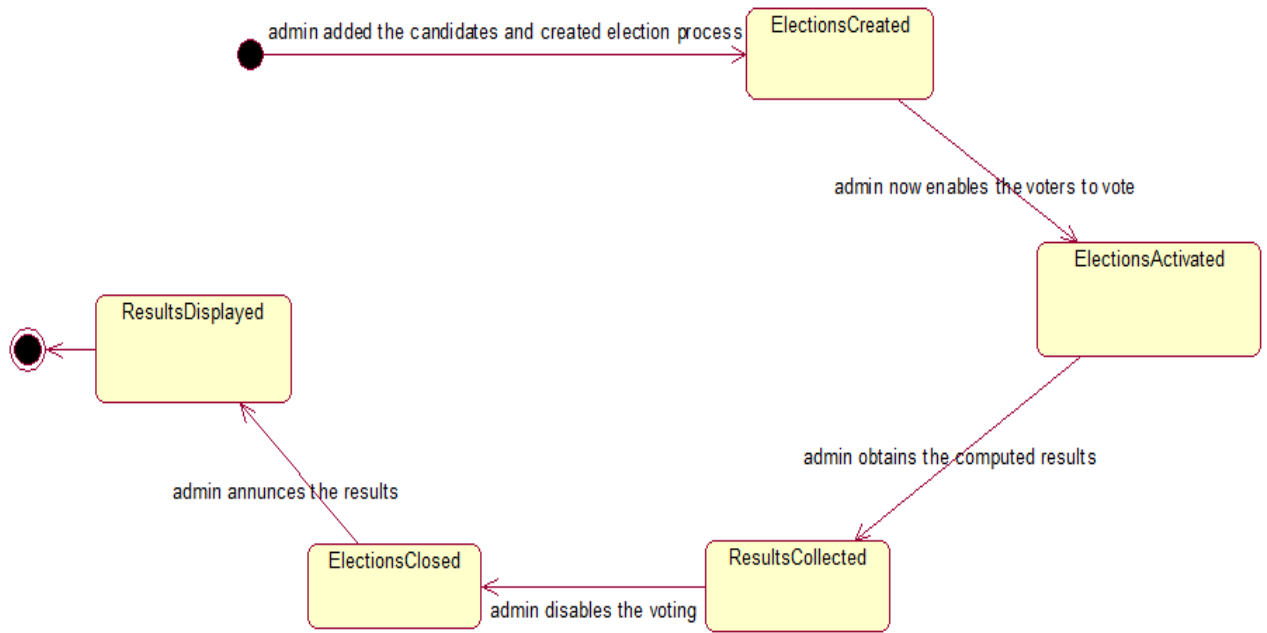 admin added the candidates and created election process
ElectionsCreated
admin now enables the voters to vote
ElectionsActivated
admin obtains the computed results
ResultsCollected
admin disables the voting
ElectionsClosed
admin annunces the results
ResultsDisplayed